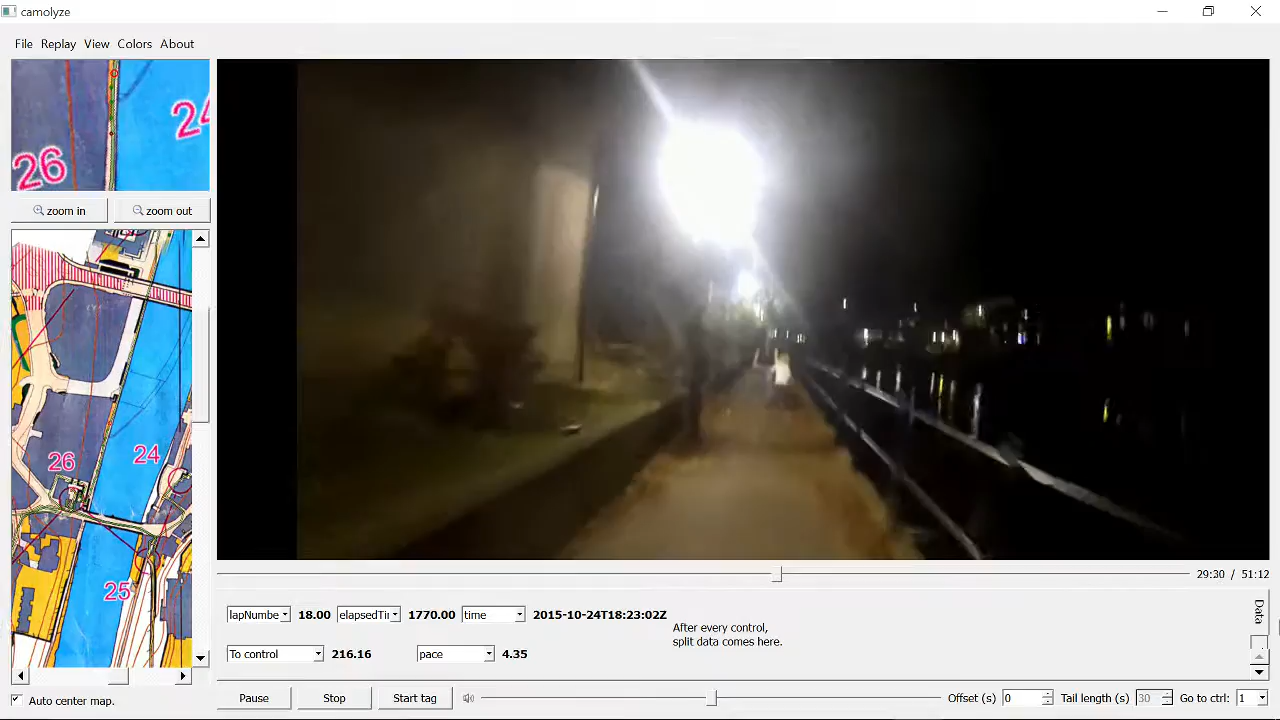 camolyze
File Replay View Colors About
24
26
zoom in zoom out
26
24
25
29:30 / 51:12
lapNumbe 18.00 elapsedTii 1770.00 time 2015-10-24T18:23:02Z
After every control,
split data comes here.
To control 216.16 pace 4.35
Data
Auto center map.
Pause Stop Start tag Offset (s) 0 Tail length (s) 30 Go to ctrl: 1